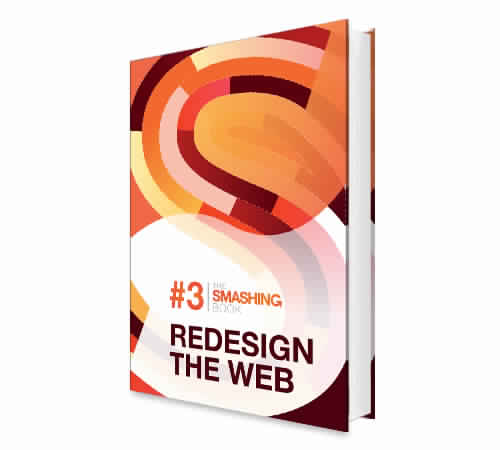 #3 THE
SMASHING
BOOK
REDESIGN
THE WEB